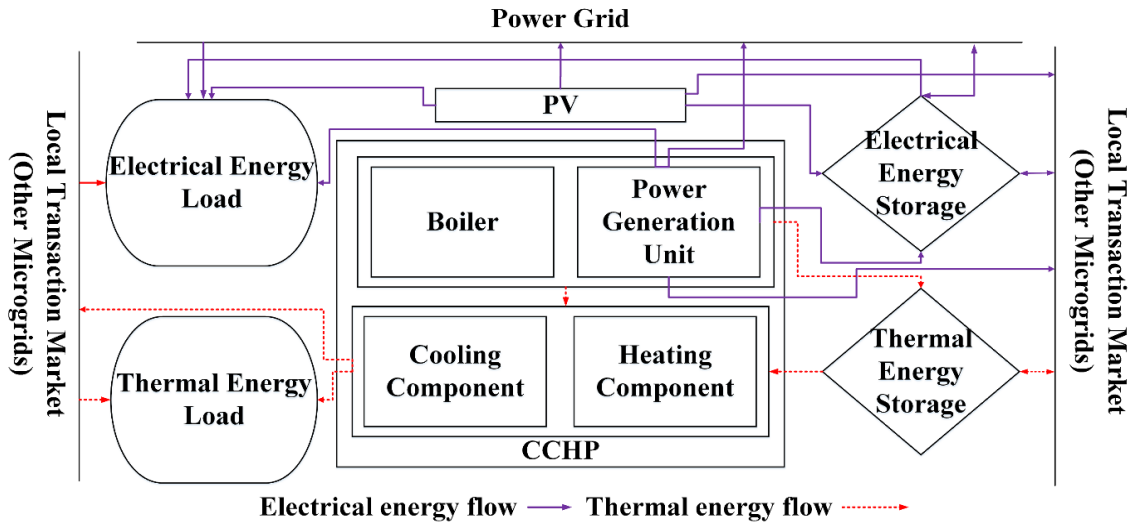 Power Grid
Local Transaction Market
(Other Microgrids)
PV
Electrical Energy
Load
Boiler
Power
Generation
Unit
Electrical
Energy
Storage
Thermal Energy
Load
Cooling
Component
Heating
Component
Thermal
Energy
Storage
CCHP
Local Transaction Market
(Other Microgrids)
Electrical energy flow
Thermal energy flow